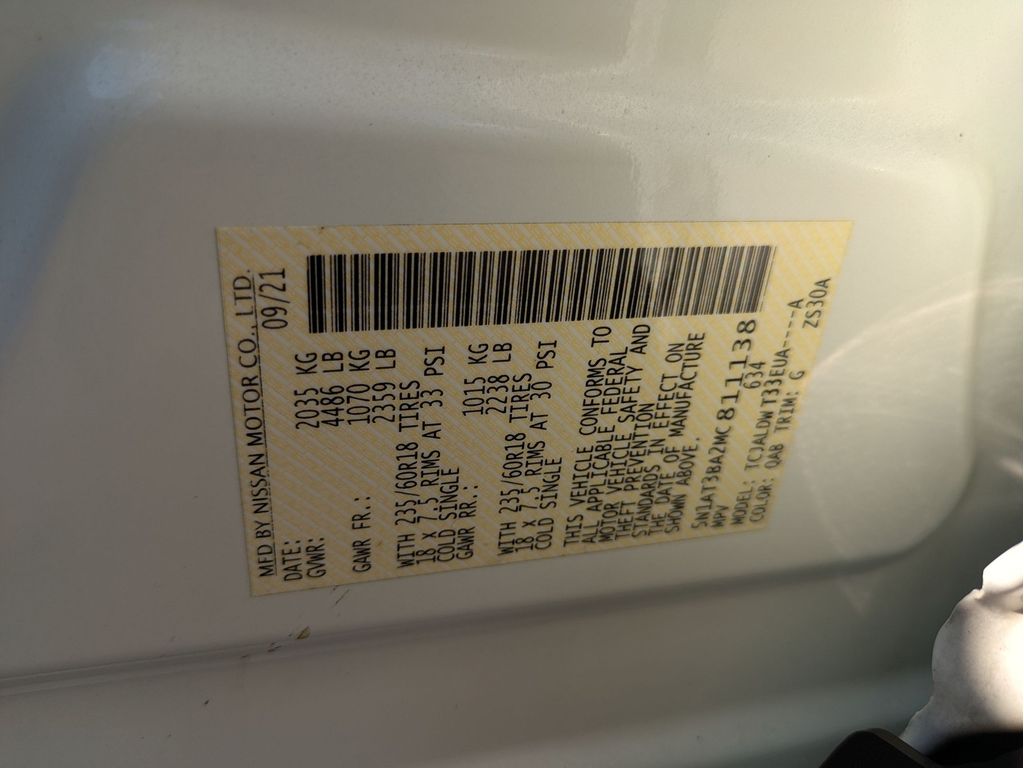 MFD BY NISSAN MOTOR CO., LTD.
DATE: 09/21
GVWR: 2035 KG
4486 LB
GAWR FR.: 1070 KG
2359 LB
WITH 235/60R18 TIRES
18 X 7.5 RIMS AT 33 PSI
COLD SINGLE
GAWR RR.: 1015 KG
2238 LB
WITH 235/60R18 TIRES
18 X 7.5 RIMS AT 30 PSI
COLD SINGLE
THIS VEHICLE CONFORMS TO
ALL APPLICABLE FEDERAL
MOTOR VEHICLE SAFETY AND
THEFT PREVENTION
STANDARDS IN EFFECT ON
THE DATE OF MANUFACTURE
SHOWN ABOVE.
5N1AT3BA2MC811138
MPV 634
MODEL: TCJALDWT33EUA----A
COLOR: QAB TRIM: G ZS30A